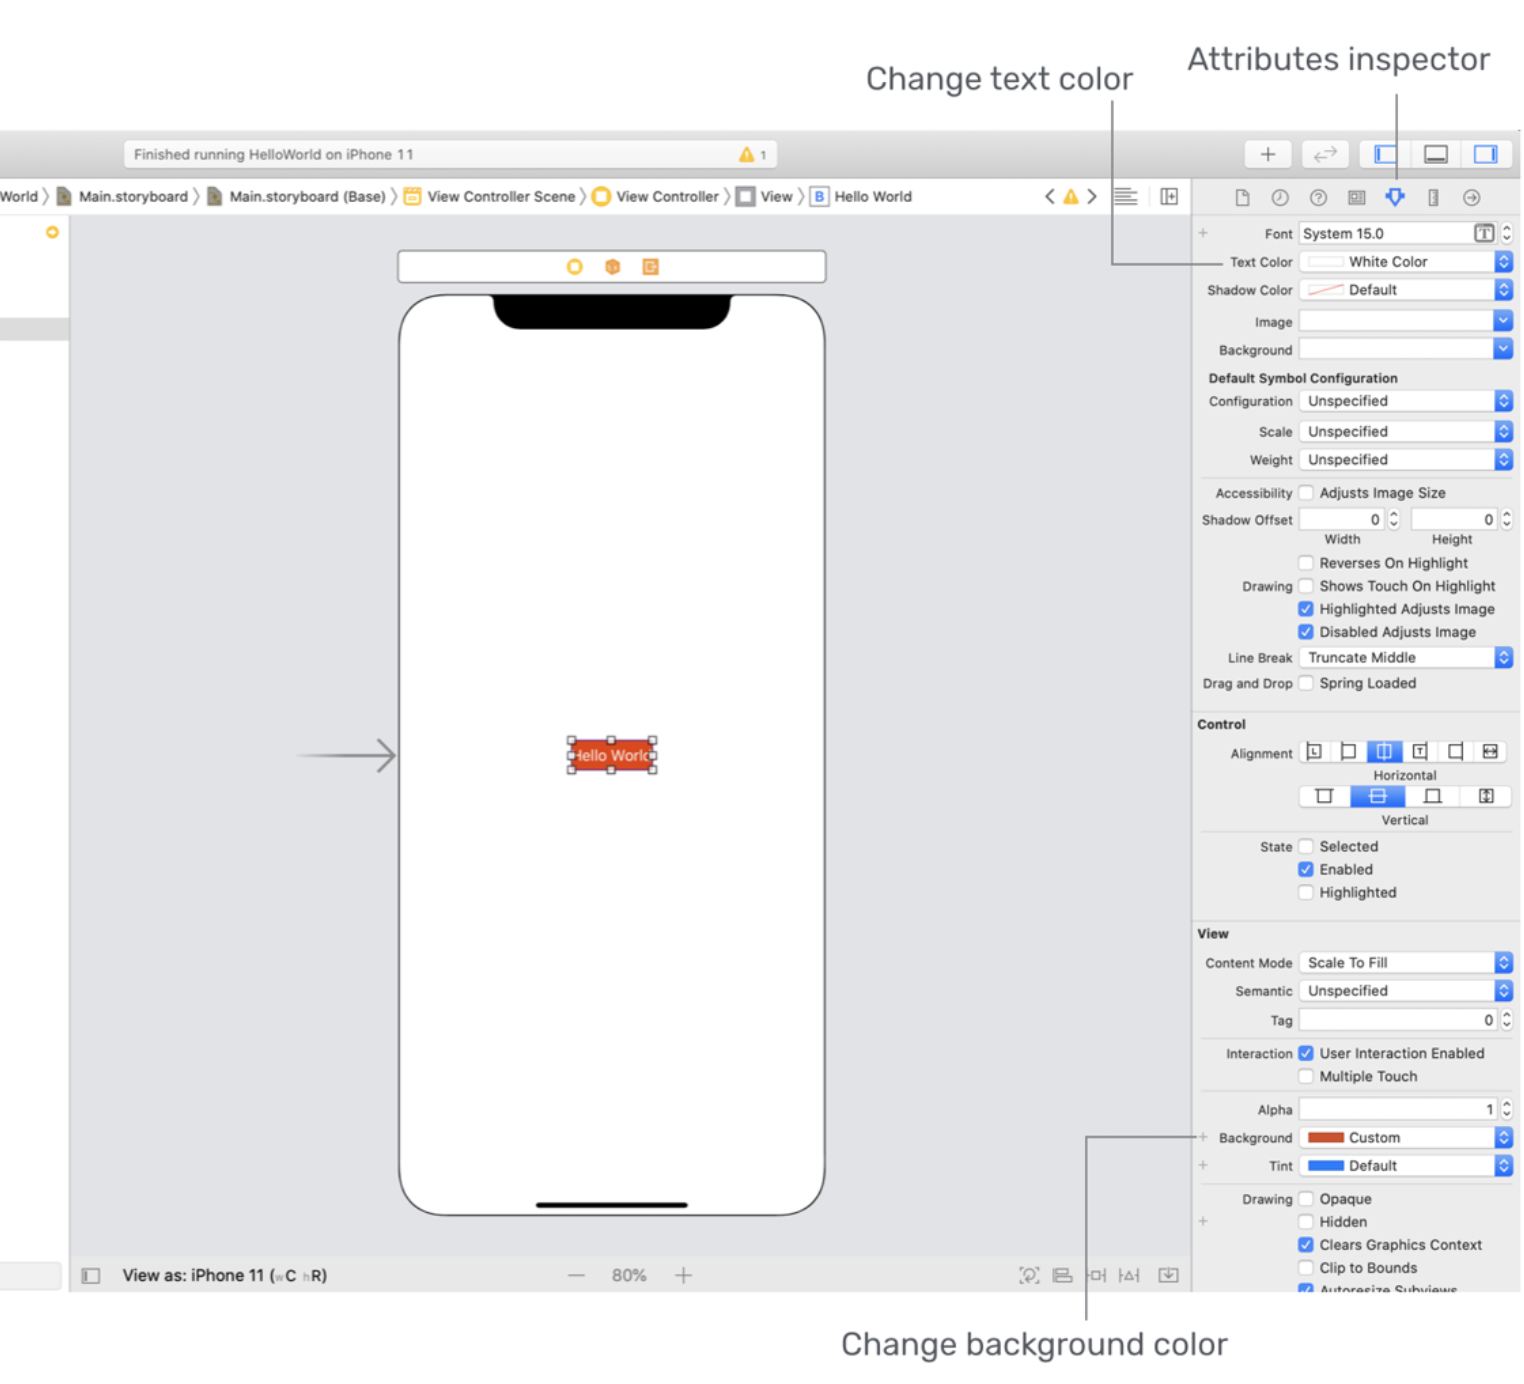 Attributes inspector
Change text color
Finished running HelloWorld on iPhone 11 1
World 〉 Main.storyboard 〉 Main.storyboard (Base) 〉 View Controller Scene 〉 View Controller 〉 View 〉 B Hello World
Font System 15.0
Text Color White Color
Shadow Color Default
Image
Background
Default Symbol Configuration
Configuration Unspecified
Scale Unspecified
Weight Unspecified
Accessibility Adjusts Image Size
Shadow Offset 0 0
Width Height
Reverses On Highlight
Drawing Shows Touch On Highlight
Highlighted Adjusts Image
Disabled Adjusts Image
Line Break Truncate Middle
Drag and Drop Spring Loaded
Control
Alignment
Horizontal
Vertical
State Selected
Enabled
Highlighted
View
Content Mode Scale To Fill
Semantic Unspecified
Tag 0
Interaction User Interaction Enabled
Multiple Touch
Alpha 1
Background Custom
Tint Default
Drawing Opaque
Hidden
Clears Graphics Context
Clip to Bounds
Autoresize Subviews
Hello World
View as: iPhone 11 (wC hR) — 80% +
Change background color